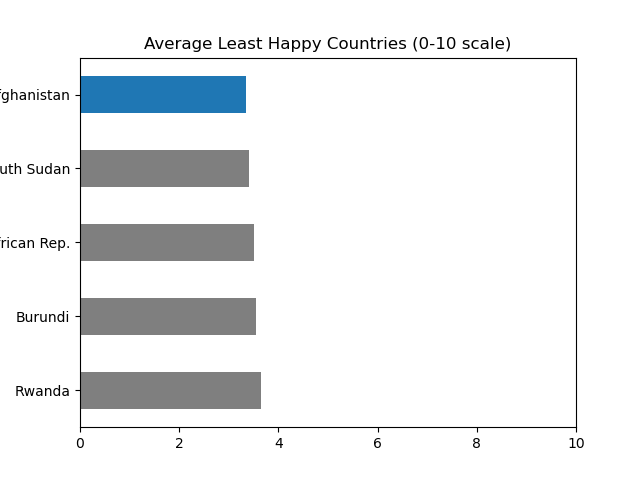 Average Least Happy Countries (0-10 scale)
fghanistan
uth Sudan
rican Rep.
Burundi
Rwanda
0 2 4 6 8 10